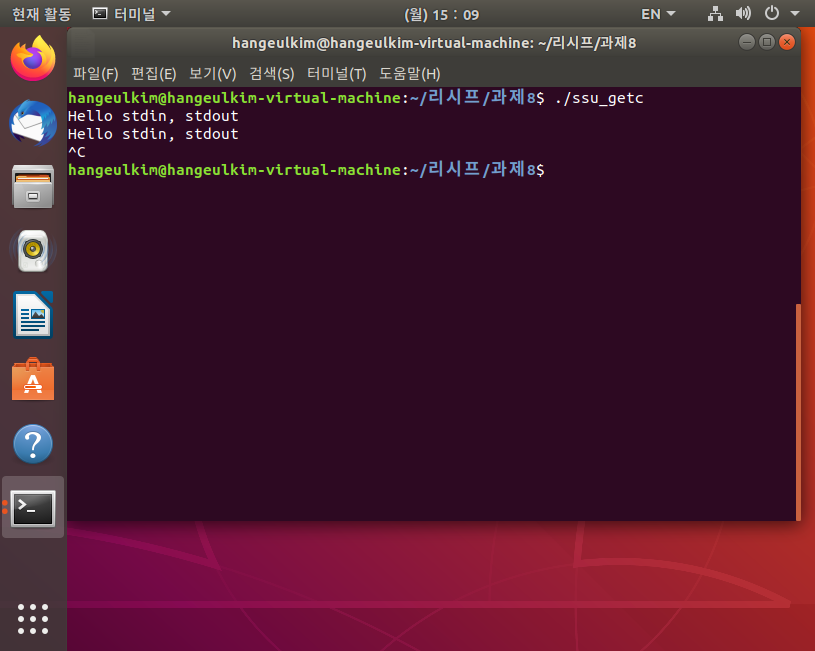 현재 활동 터미널 (월) 15 : 09 EN
hangeulkim@hangeulkim-virtual-machine: ~/리시프/과제8
파일(F) 편집(E) 보기(V) 검색(S) 터미널(T) 도움말(H)
hangeulkim@hangeulkim-virtual-machine:~/리시프/과제8$ ./ssu_getc
Hello stdin, stdout
Hello stdin, stdout
^C
hangeulkim@hangeulkim-virtual-machine:~/리시프/과제8$